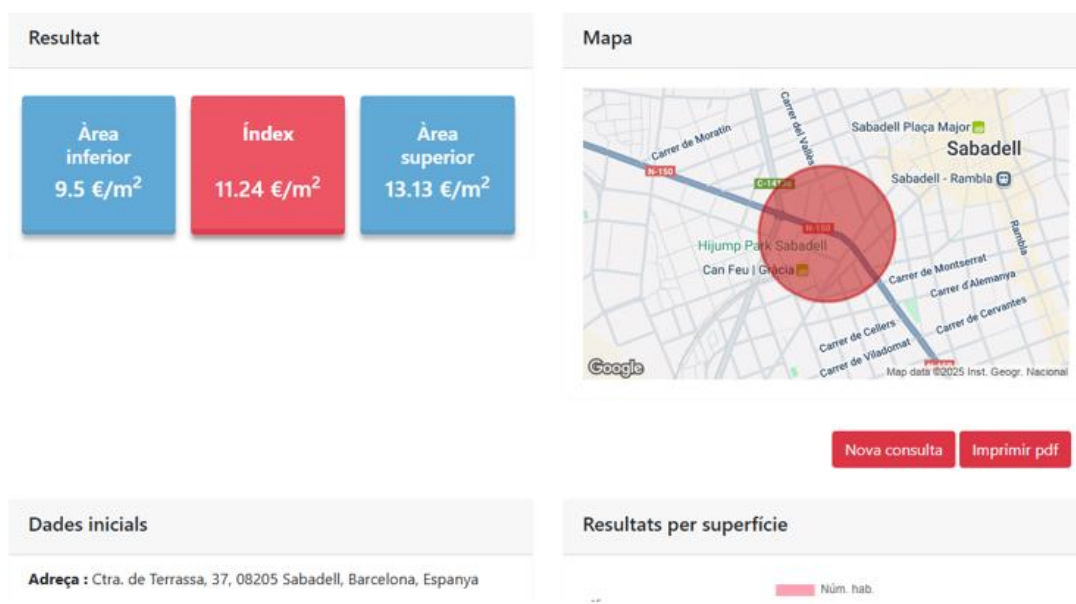 Resultat
Àrea
inferior
9.5 €/m²
Índex
11.24 €/m²
Àrea
superior
13.13 €/m²
Mapa
Carrer de Moratín
Carrer del Vallès
Sabadell Plaça Major
Sabadell
Sabadell - Rambla
N-150
N-150
Hijump Park Sabadell
Can Feu | Gràcia
Rambla
Carrer de Montserrat
Carrer d'Alemanya
Carrer de Cervantes
Carrer de Cellers
Carrer de Viladomat
Google
Map data ©2025 Inst. Geogr. Nacional
Nova consulta
Imprimir pdf
Dades inicials
Adreça : Ctra. de Terrassa, 37, 08205 Sabadell, Barcelona, Espanya
Resultats per superfície
Núm. hab.